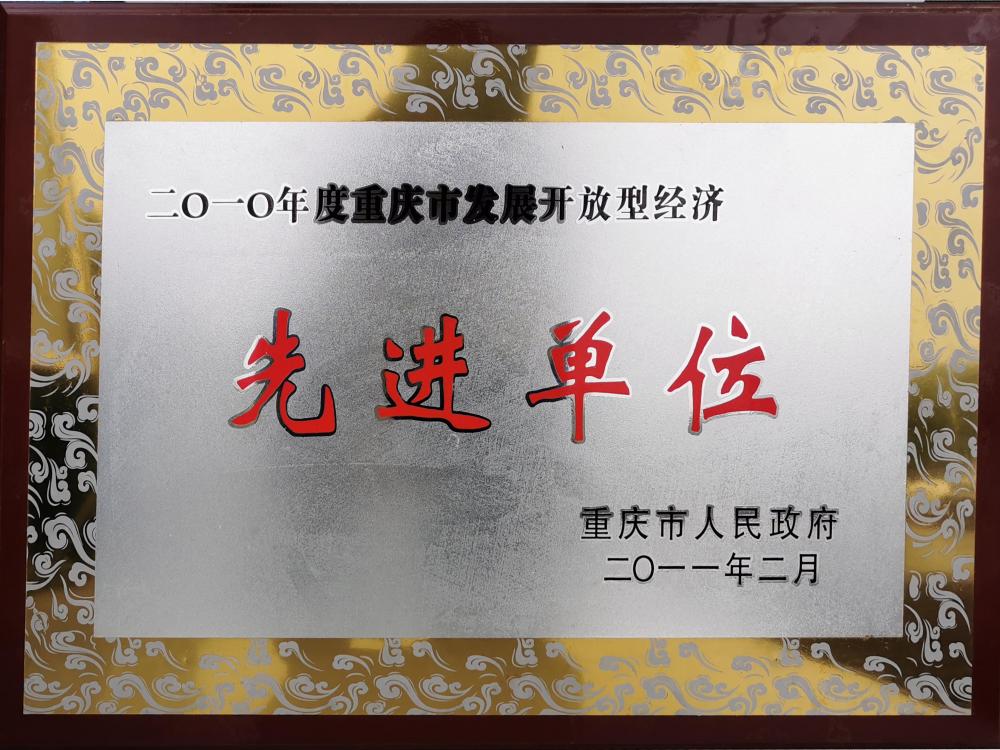 二〇一〇年度重庆市发展开放型经济
先进单位
重庆市人民政府
二〇一一年二月